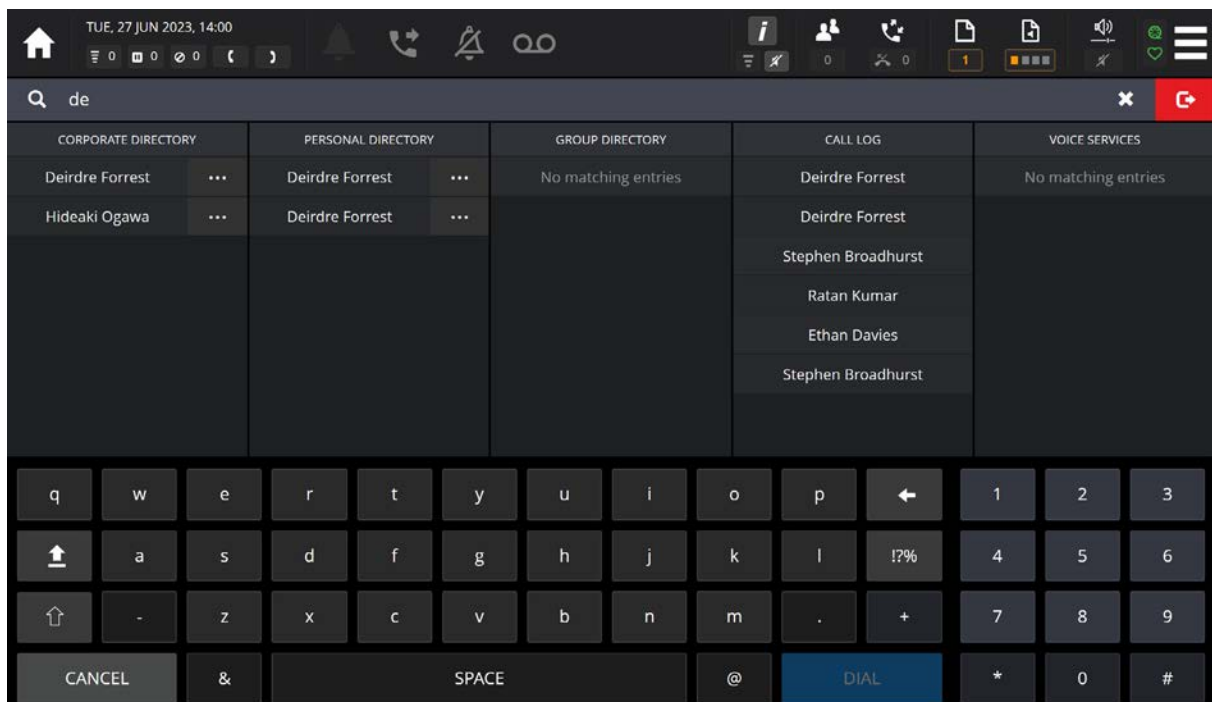 TUE, 27 JUN 2023, 14:00
0 0 0
i 0 0 1
de
CORPORATE DIRECTORY PERSONAL DIRECTORY GROUP DIRECTORY CALL LOG VOICE SERVICES
Deirdre Forrest ... Deirdre Forrest ... No matching entries Deirdre Forrest No matching entries
Hideaki Ogawa ... Deirdre Forrest ... Deirdre Forrest
Stephen Broadhurst
Ratan Kumar
Ethan Davies
Stephen Broadhurst
q w e r t y u i o p 1 2 3
a s d f g h j k l !?% 4 5 6
- z x c v b n m . + 7 8 9
CANCEL & SPACE @ DIAL * 0 #